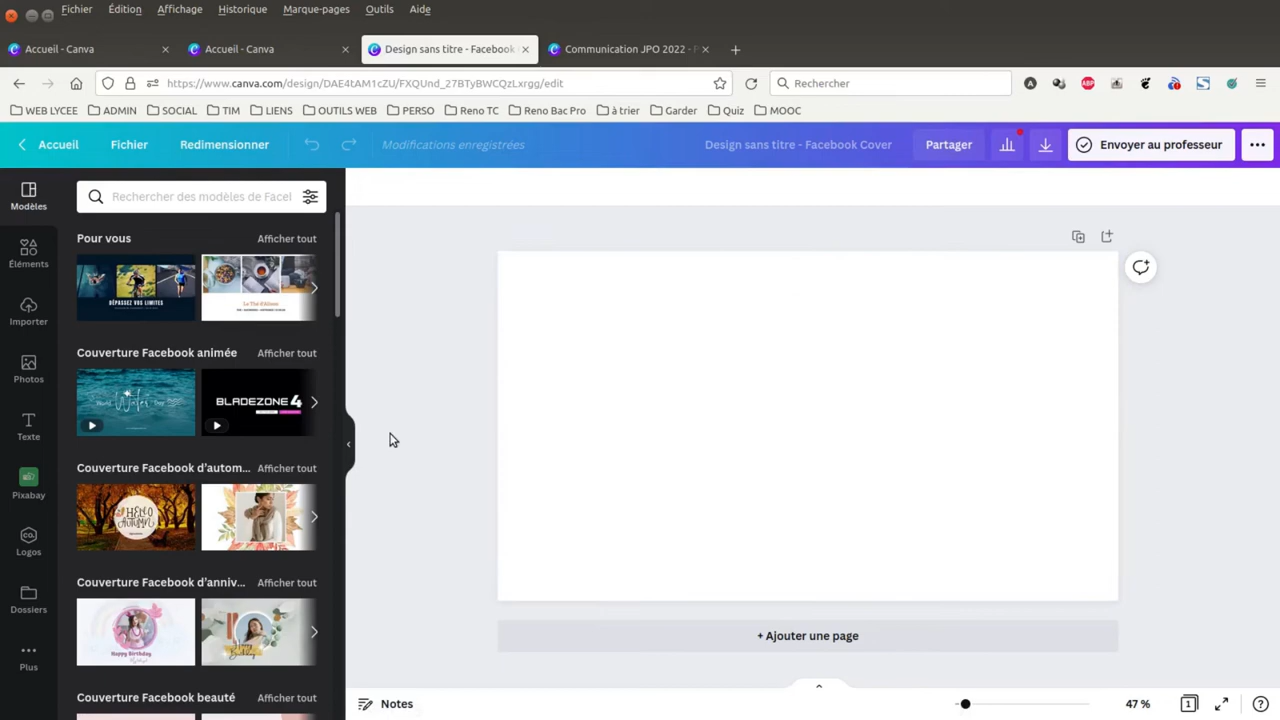 Fichier Édition Affichage Historique Marque-pages Outils Aide
Accueil - Canva
Accueil - Canva
Design sans titre - Facebook
Communication JPO 2022 - P
https://www.canva.com/design/DAE4tAM1cZU/FXQUnd_27BTyBWCQzLxrgg/edit
Rechercher
WEB LYCEE ADMIN SOCIAL TIM LIENS OUTILS WEB PERSO Reno TC Reno Bac Pro à trier Garder Quiz MOOC
Accueil Fichier Redimensionner Modifications enregistrées Design sans titre - Facebook Cover Partager Envoyer au professeur
Modèles
Éléments
Importer
Photos
Texte
Pixabay
Logos
Dossiers
Plus
Rechercher des modèles de Facel
Pour vous Afficher tout
DÉPASSEZ VOS LIMITES
Couverture Facebook animée Afficher tout
Water
BLADEZONE 4
Couverture Facebook d'autom... Afficher tout
HELLO
AUTUMN
Couverture Facebook d'anniv... Afficher tout
Happy Birthday
Happy
Birthday
Couverture Facebook beauté Afficher tout
+ Ajouter une page
Notes
47 %
1